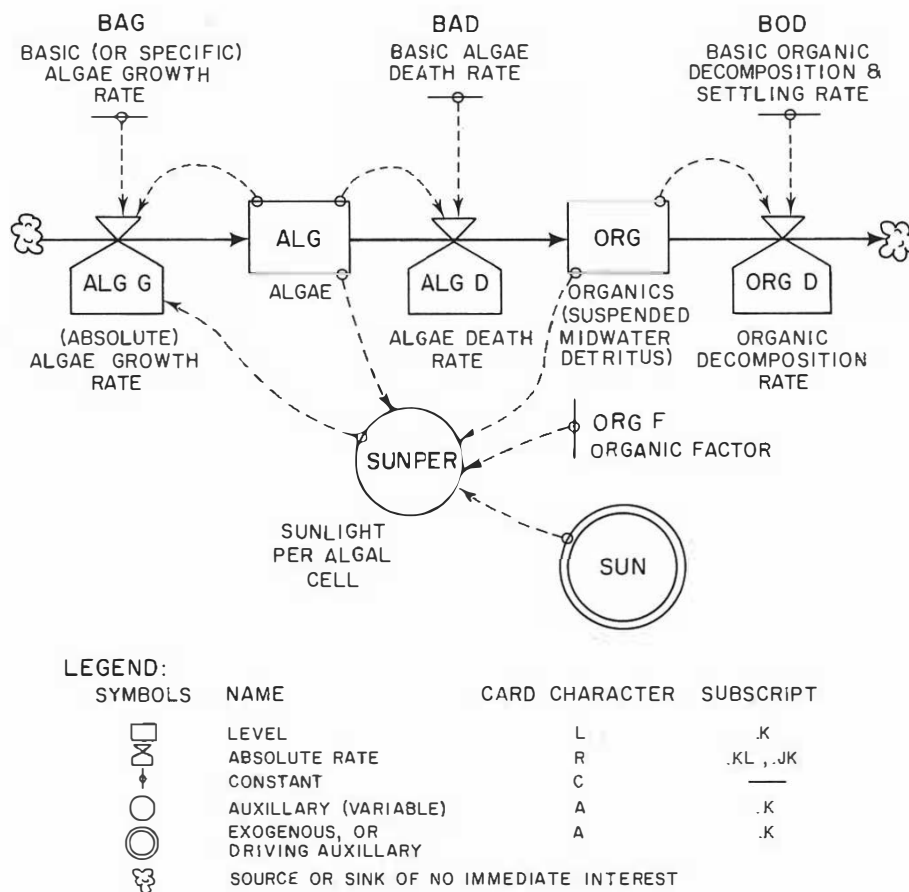 BAG
BASIC (OR SPECIFIC)
ALGAE GROWTH
RATE
BAD
BASIC ALGAE
DEATH RATE
BOD
BASIC ORGANIC
DECOMPOSITION &
SETTLING RATE
ALG G
(ABSOLUTE)
ALGAE GROWTH
RATE
ALG
ALGAE
ALG D
ALGAE DEATH
RATE
ORG
ORGANICS
(SUSPENDED
MIDWATER
DETRITUS)
ORG D
ORGANIC
DECOMPOSITION
RATE
SUNPER
SUNLIGHT
PER ALGAL
CELL
ORG F
ORGANIC FACTOR
SUN
LEGEND:
SYMBOLS NAME CARD CHARACTER SUBSCRIPT
LEVEL L .K
ABSOLUTE RATE R .KL , .JK
CONSTANT C —
AUXILLARY (VARIABLE) A .K
EXOGENOUS, OR A .K
DRIVING AUXILLARY
SOURCE OR SINK OF NO IMMEDIATE INTEREST